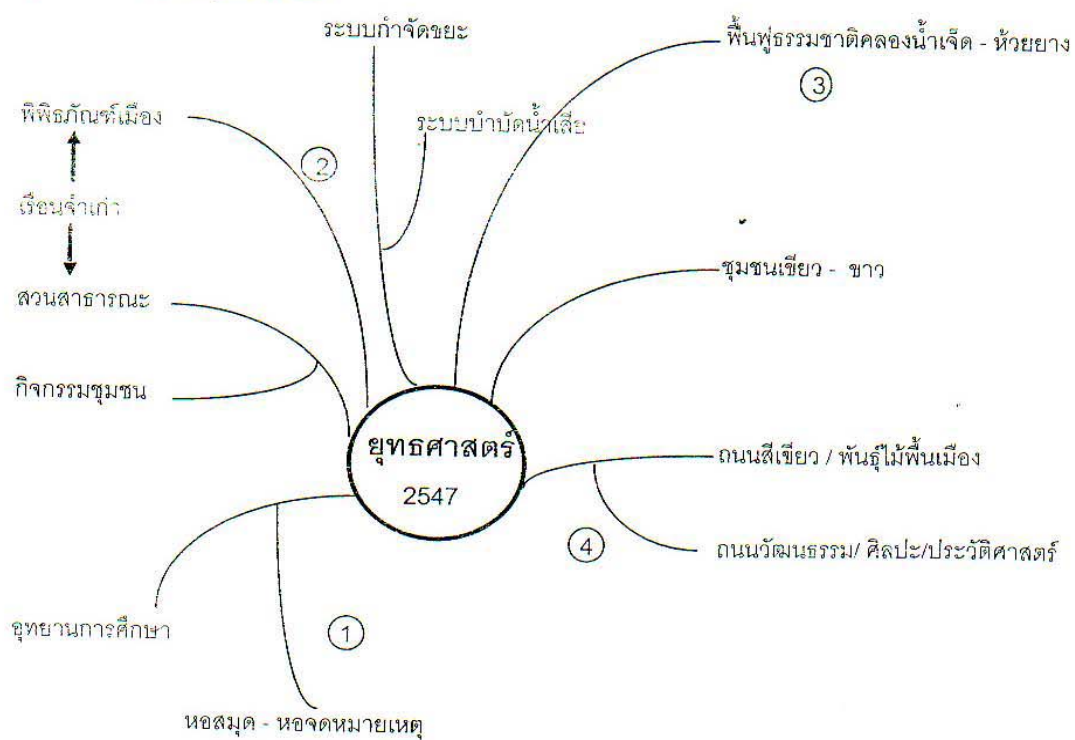 ระบบกำจัดขยะ
ฟื้นฟูธรรมชาติคลองน้ำเจ็ด - ห้วยยาง
3
พิพิธภัณฑ์เมือง
ระบบบำบัดน้ำเสีย
2
เรือนจำเก่า
ชุมชนเขียว - ขาว
สวนสาธารณะ
กิจกรรมชุมชน
ยุทธศาสตร์
2547
ถนนสีเขียว / พันธุ์ไม้พื้นเมือง
4
ถนนวัฒนธรรม/ ศิลปะ/ประวัติศาสตร์
อุทยานการศึกษา
1
หอสมุด - หอจดหมายเหตุ